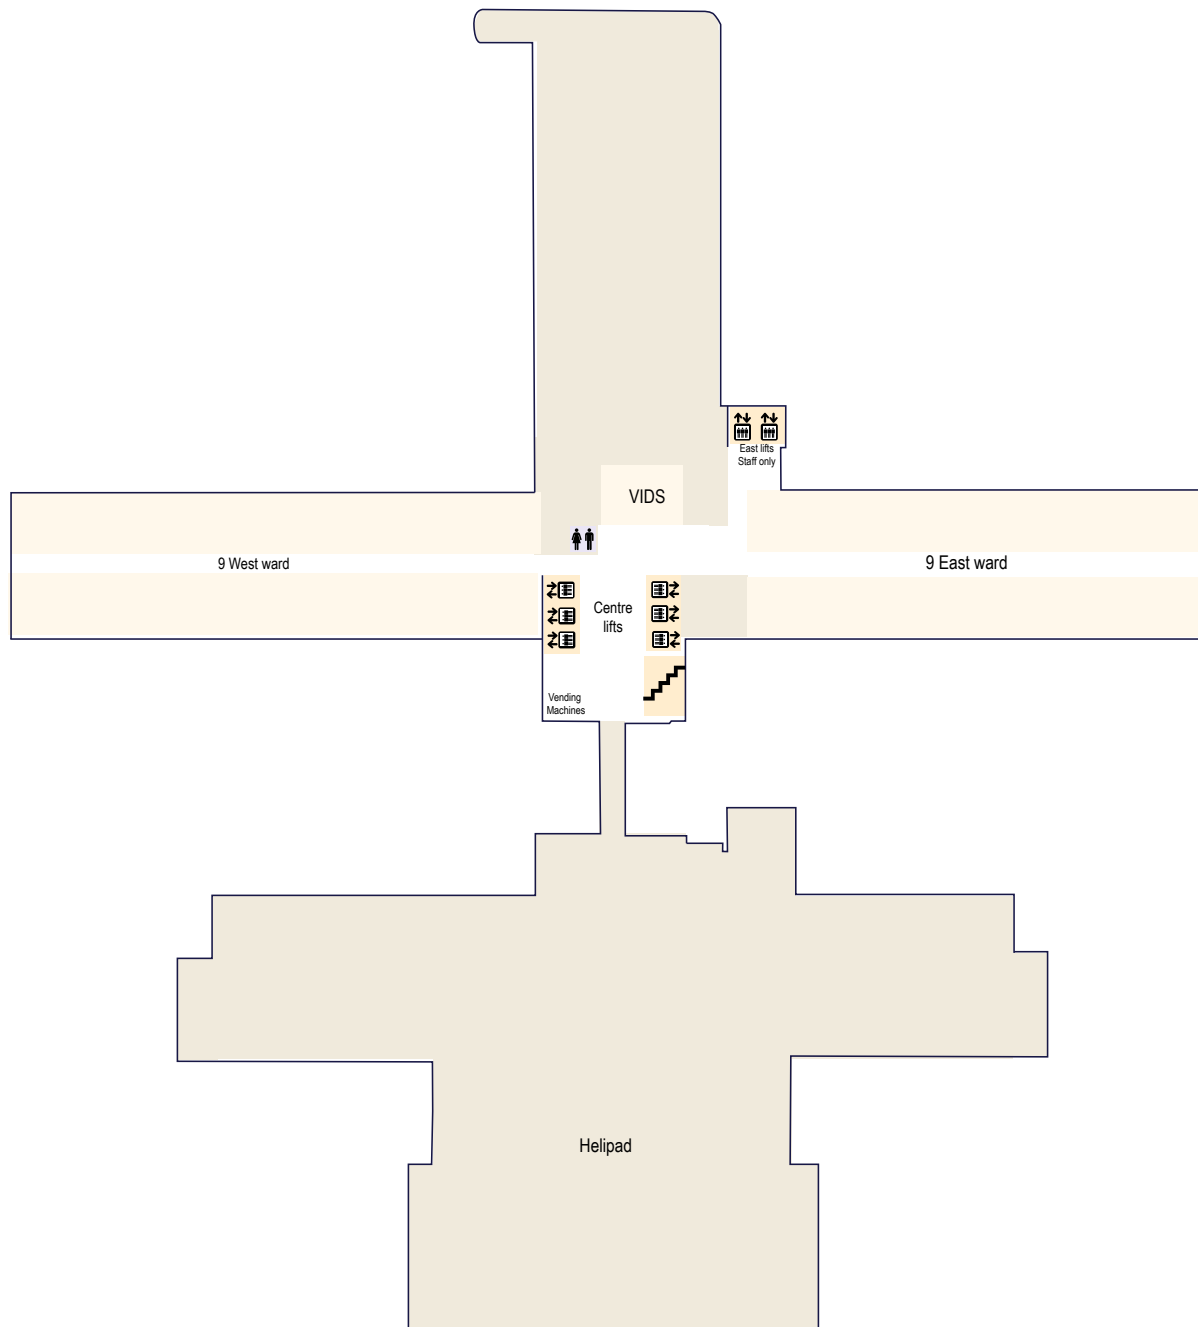 East lifts
Staff only
VIDS
9 West ward
9 East ward
Centre
lifts
Vending
Machines
Helipad